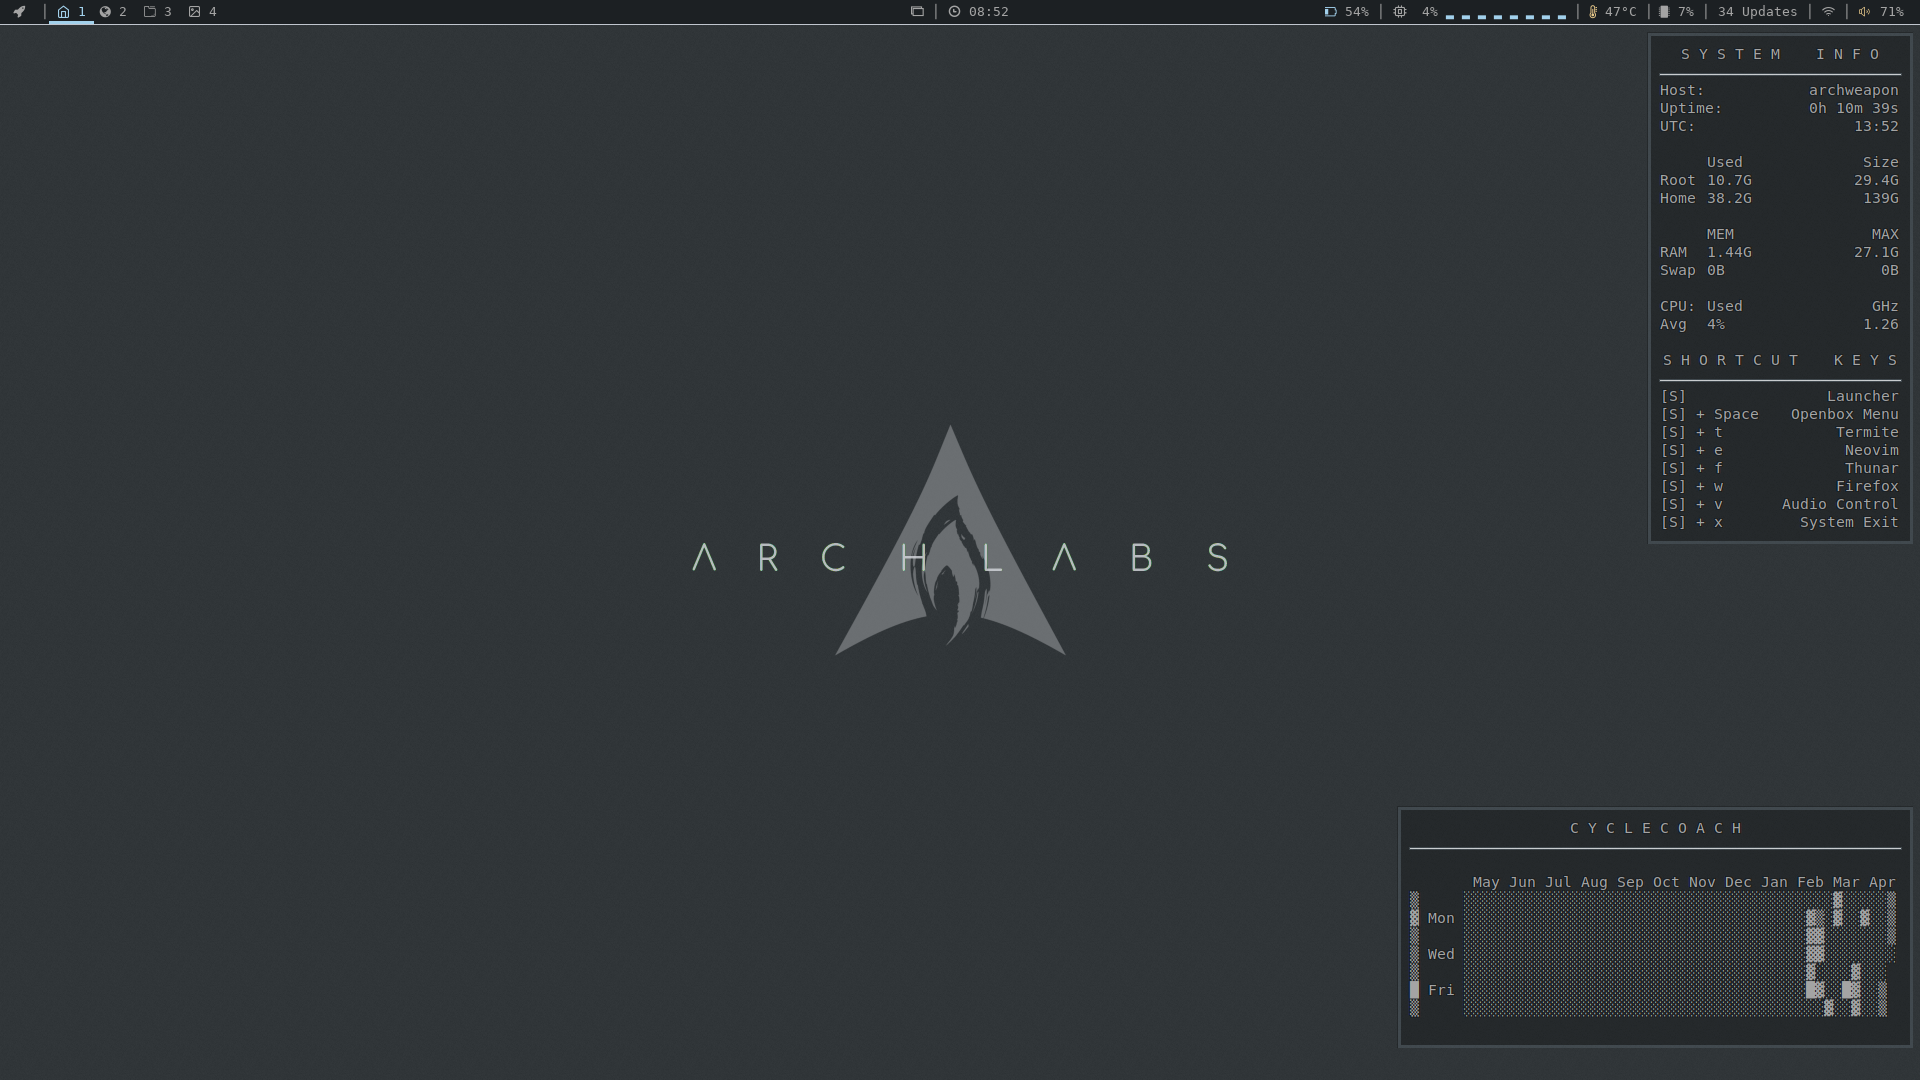 1 2 3 4 08:52 54% 4% 47°C 7% 34 Updates 71%
SYSTEM INFO
Host: archweapon
Uptime: 0h 10m 39s
UTC: 13:52
Used Size
Root 10.7G 29.4G
Home 38.2G 139G
MEM MAX
RAM 1.44G 27.1G
Swap 0B 0B
CPU: Used GHz
Avg 4% 1.26
SHORTCUT KEYS
[S] Launcher
[S] + Space Openbox Menu
[S] + t Termite
[S] + e Neovim
[S] + f Thunar
[S] + w Firefox
[S] + v Audio Control
[S] + x System Exit
ARCHLABS
CYCLECOACH
May Jun Jul Aug Sep Oct Nov Dec Jan Feb Mar Apr
Mon
Wed
Fri